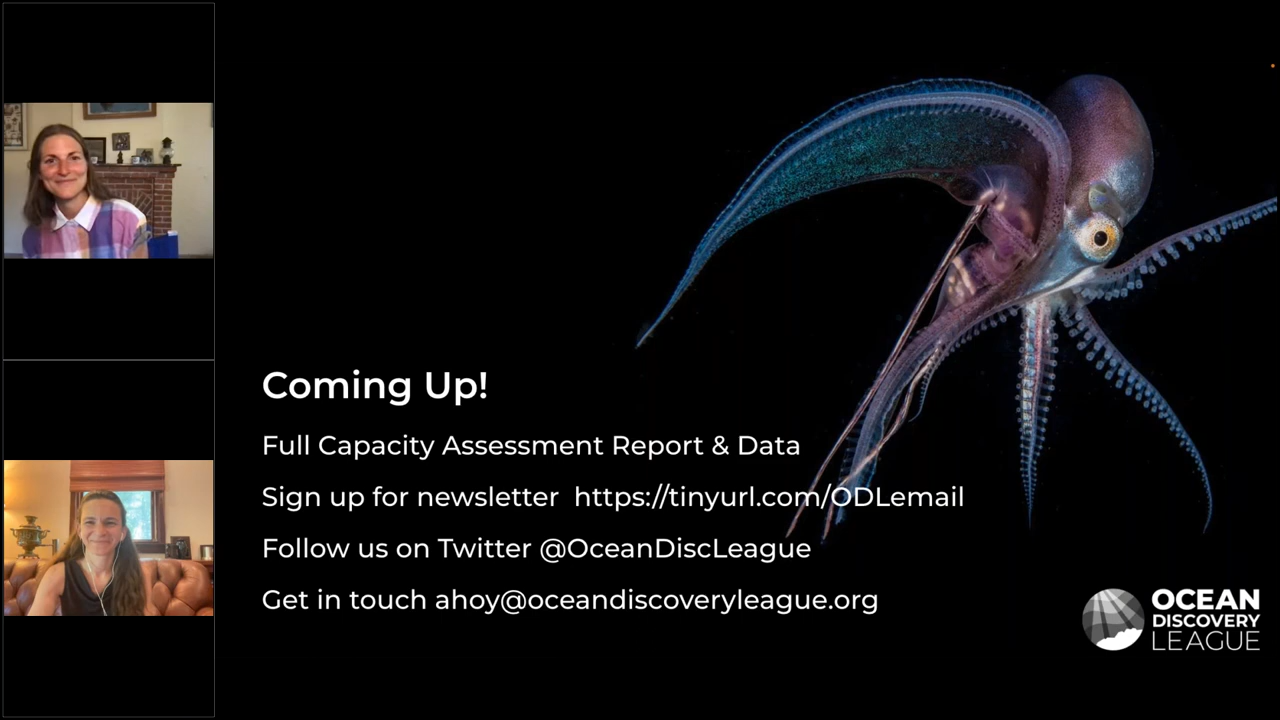 Coming Up!
Full Capacity Assessment Report & Data
Sign up for newsletter https://tinyurl.com/ODLemail
Follow us on Twitter @OceanDiscLeague
Get in touch ahoy@oceandiscoveryleague.org
OCEAN
DISCOVERY
LEAGUE